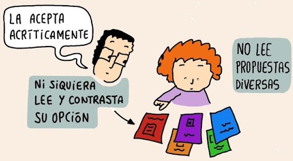 LA ACEPTA
ACRÍTICAMENTE
NI SIQUIERA
LEE Y CONTRASTA
SU OPCIÓN
NO LEE
PROPUESTAS
DIVERSAS